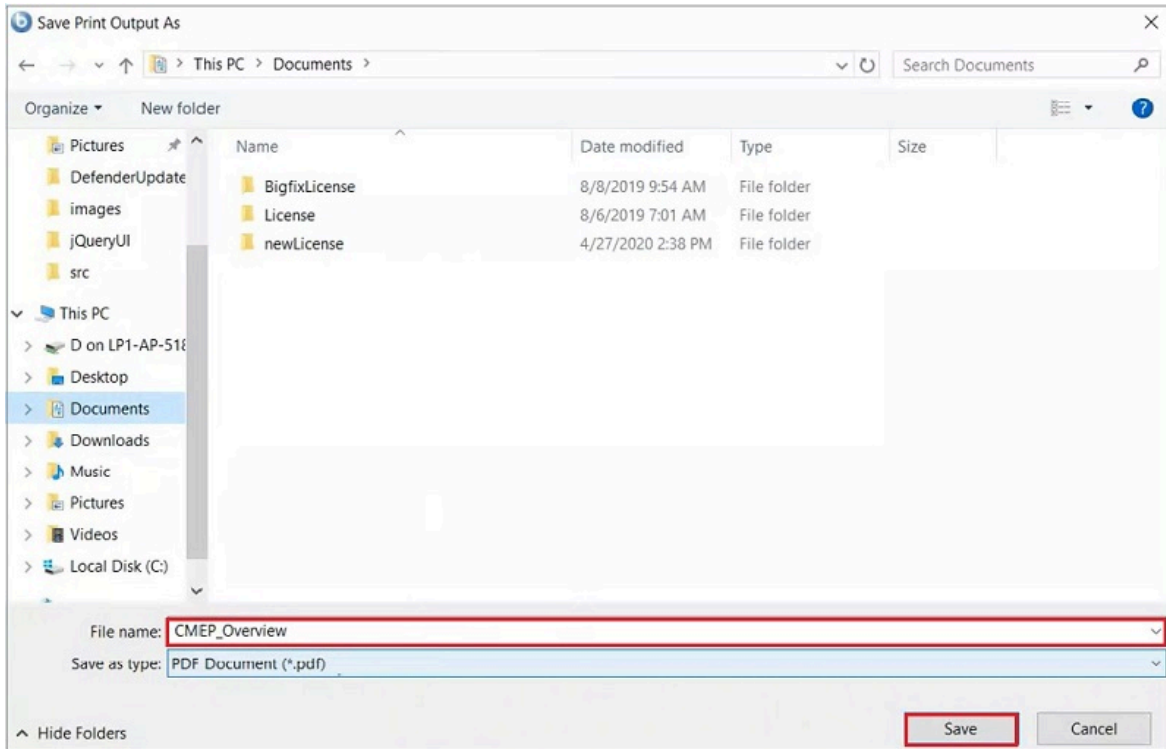 Save Print Output As
This PC > Documents >
Search Documents
Organize
New folder
Name
Date modified
Type
Size
Pictures
DefenderUpdate
images
jQueryUI
src
BigfixLicense 8/8/2019 9:54 AM File folder
License 8/6/2019 7:01 AM File folder
newLicense 4/27/2020 2:38 PM File folder
This PC
D on LP1-AP-518
Desktop
Documents
Downloads
Music
Pictures
Videos
Local Disk (C:)
File name: CMEP_Overview
Save as type: PDF Document (*.pdf)
Hide Folders
Save
Cancel